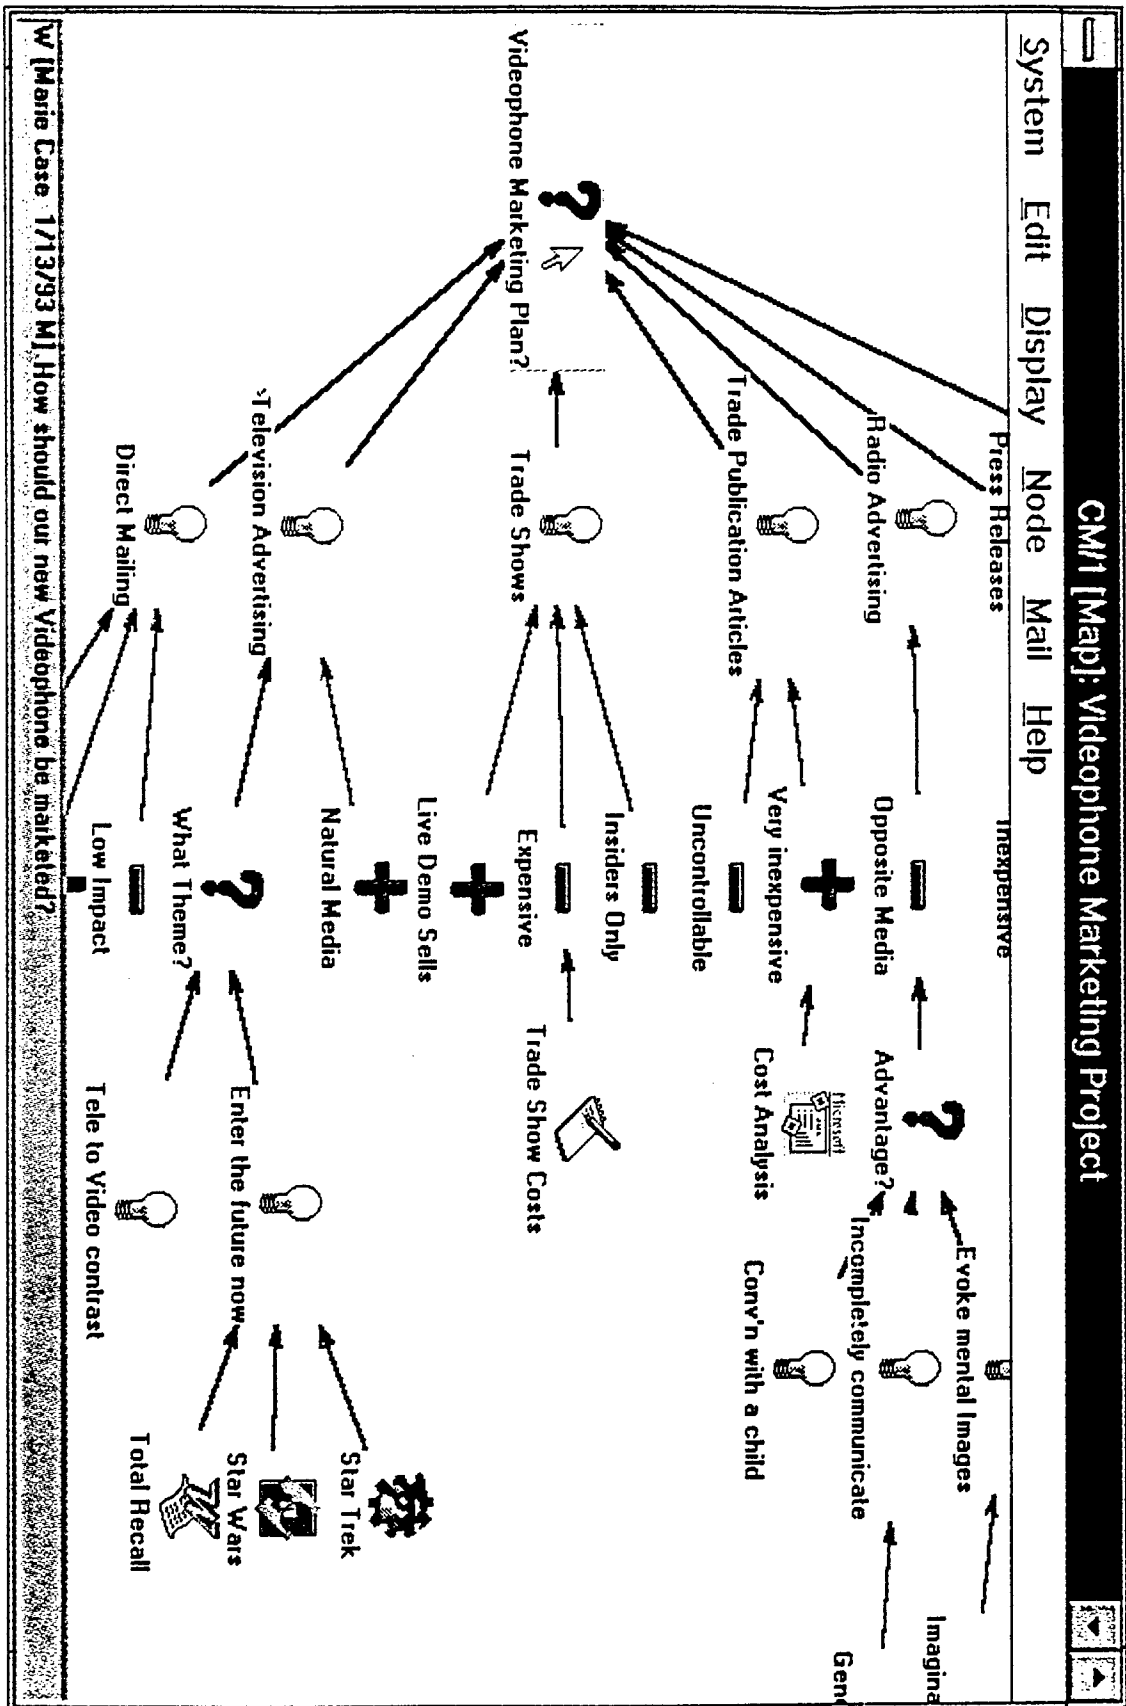 CM/1 [Map]: Videophone Marketing Project
System Edit Display Node Mail Help
Press Releases
Inexpensive
Imagina
Evoke mental Images
Radio Advertising
Opposite Media
Advantage?
Incompletely communicate
Gene
Microsoft
Trade Publication Articles
Very inexpensive
Cost Analysis
Conv'n with a child
Uncontrollable
Insiders Only
Videophone Marketing Plan?
Trade Shows
Expensive
Trade Show Costs
Live Demo Sells
Natural Media
Star Trek
Television Advertising
Enter the future now
Star Wars
What Theme?
Total Recall
Direct Mailing
Low Impact
Tele to Video contrast
W [Marie Case 1/13/93 M] How should our new Videophone be marketed?